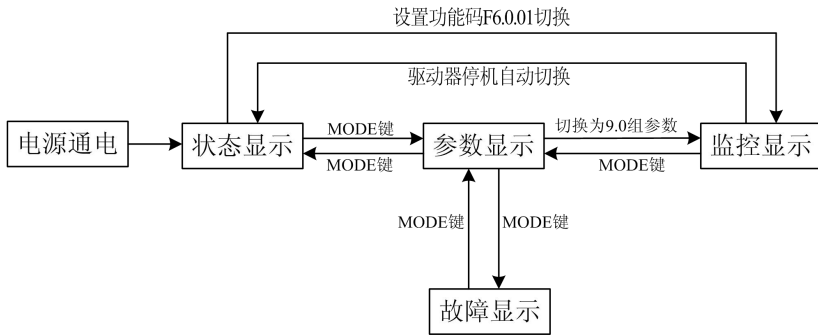 设置功能码F6.0.01切换
驱动器停机自动切换
电源通电
状态显示
MODE键
MODE键
参数显示
切换为9.0组参数
MODE键
监控显示
MODE键
MODE键
故障显示